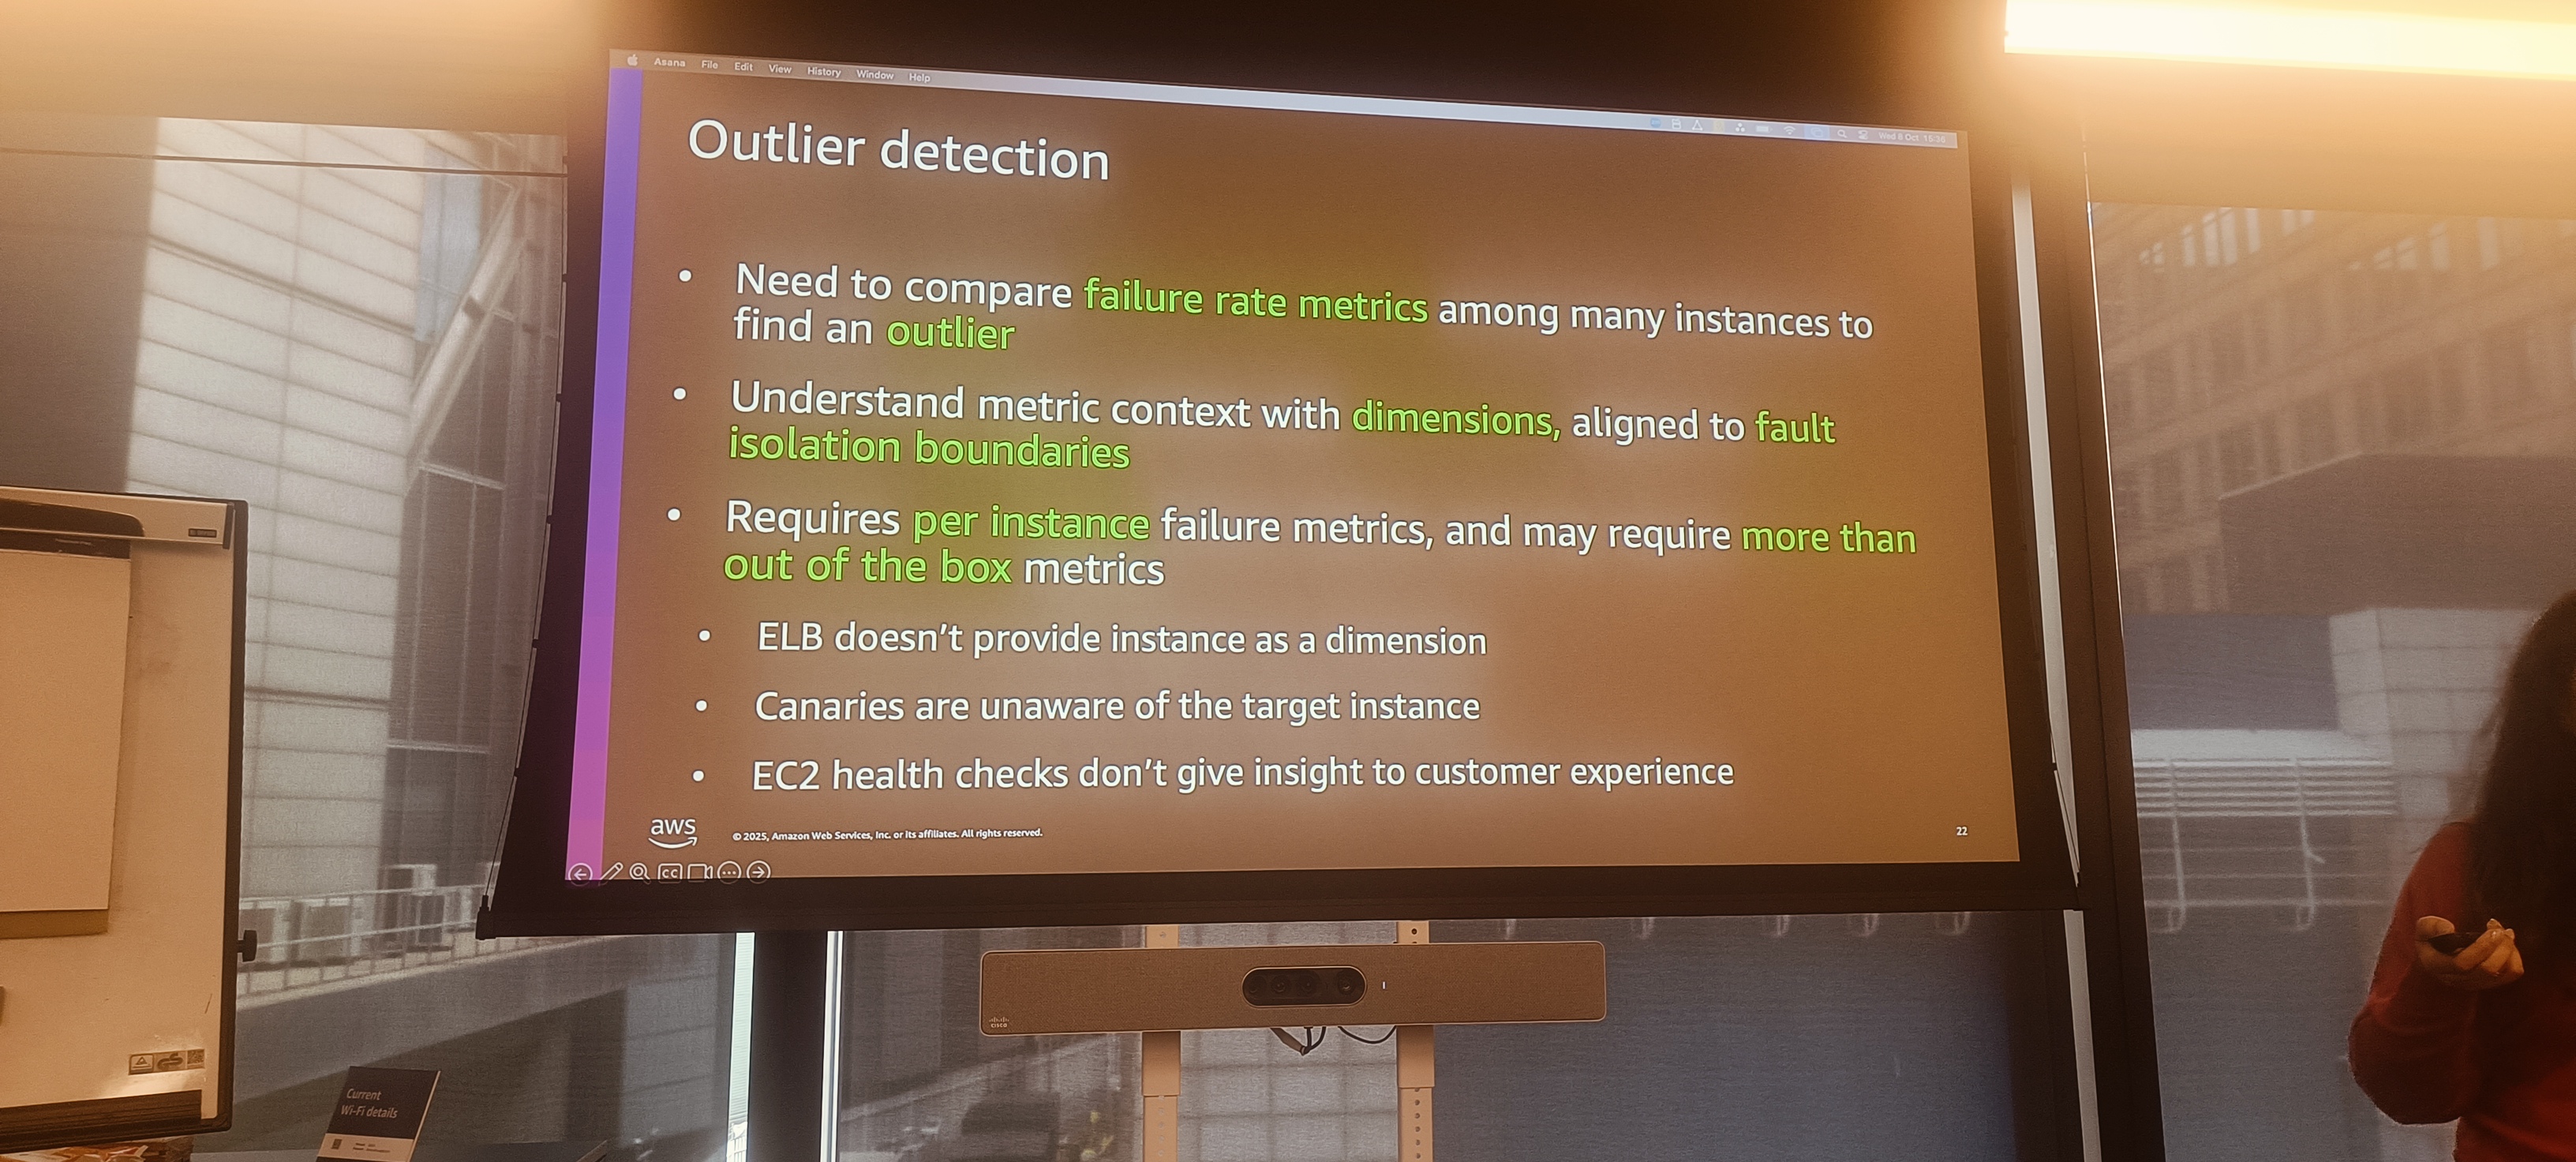 Asana File Edit View History Window Help
Wed 8 Oct 15:36
Outlier detection
• Need to compare failure rate metrics among many instances to
find an outlier
• Understand metric context with dimensions, aligned to fault
isolation boundaries
• Requires per instance failure metrics, and may require more than
out of the box metrics
• ELB doesn’t provide instance as a dimension
• Canaries are unaware of the target instance
• EC2 health checks don’t give insight to customer experience
aws
© 2025, Amazon Web Services, Inc. or its affiliates. All rights reserved.
22
CC
cisco
Current
Wi-Fi details